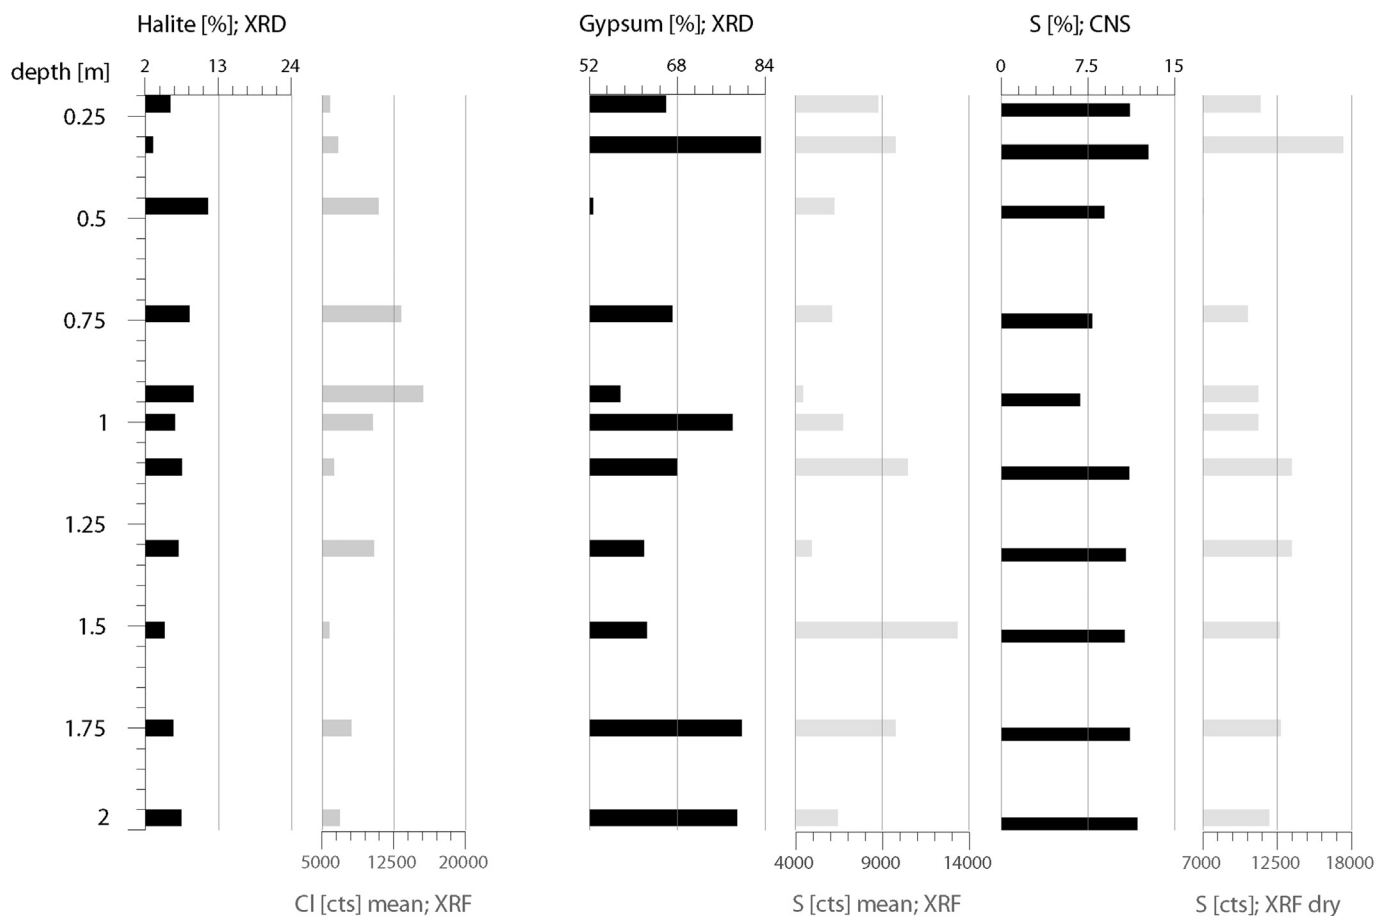 Halite [%]; XRD Gypsum [%]; XRD S [%]; CNS
depth [m] 2 13 24 52 68 84 0 7.5 15
0.25
0.5
0.75
1
1.25
1.5
1.75
2
5000 12500 20000 4000 9000 14000 7000 12500 18000
Cl [cts] mean; XRF S [cts] mean; XRF S [cts]; XRF dry